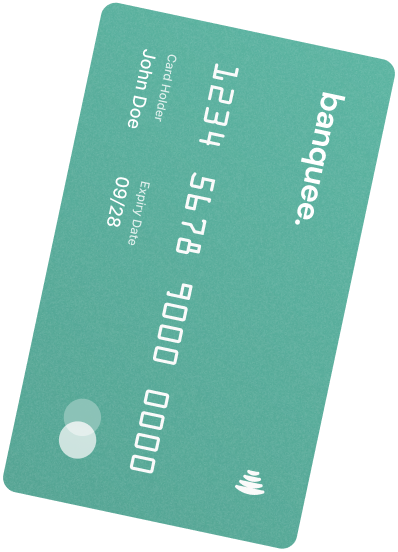 banquee.
1234 5678 9000 0000
Card Holder
John Doe
Expiry Date
09/28